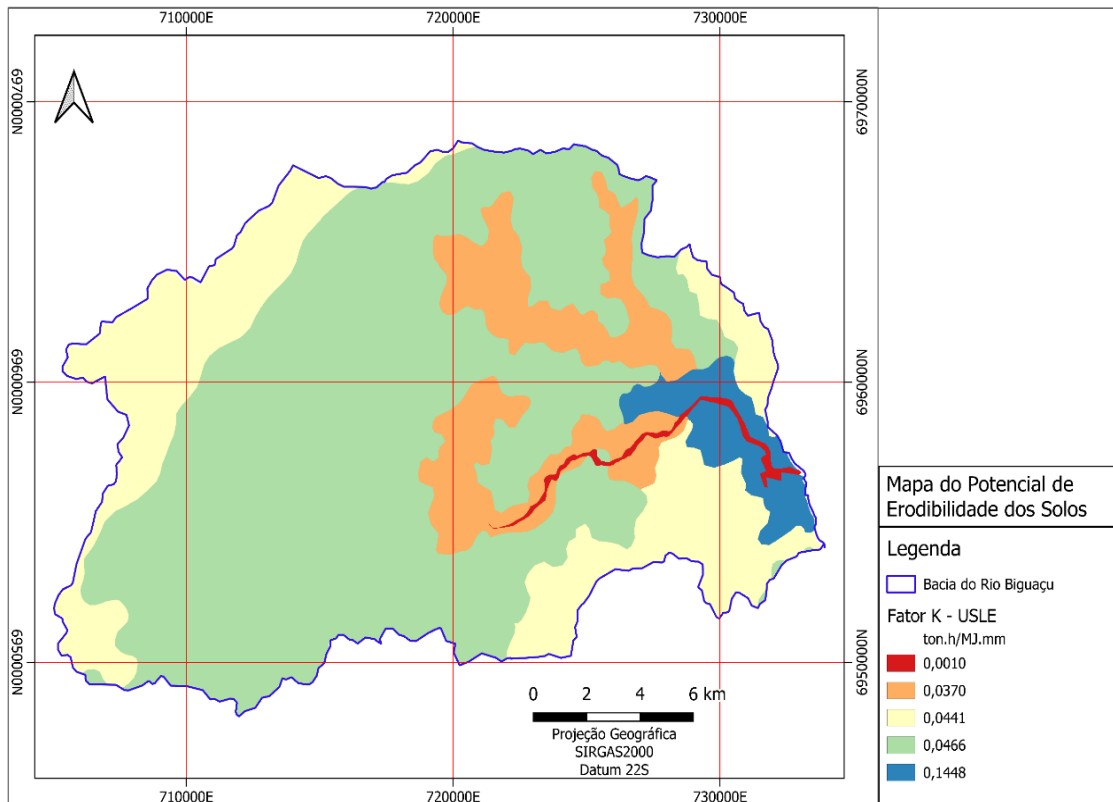 710000E
720000E
730000E
6970000N
6970000N
6960000N
6960000N
6950000N
6950000N
Mapa do Potencial de
Erodibilidade dos Solos
Legenda
Bacia do Rio Biguaçu
Fator K - USLE
ton.h/MJ.mm
0,0010
0,0370
0,0441
0,0466
0,1448
0 2 4 6 km
Projeção Geográfica
SIRGAS2000
Datum 22S
710000E
720000E
730000E